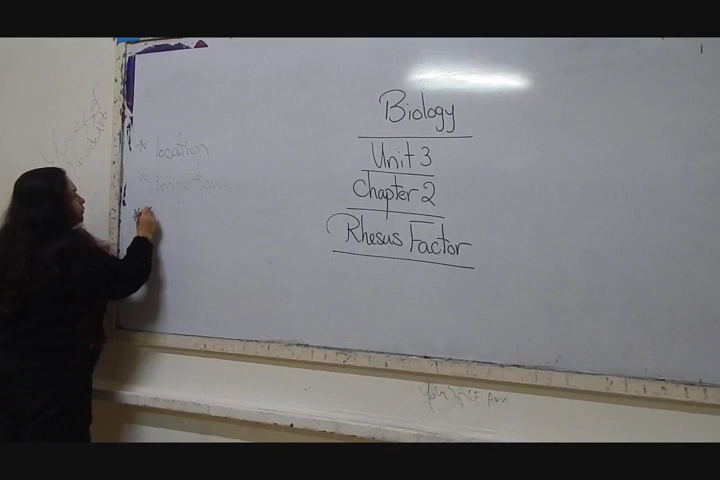 Biology
Unit 3
Chapter 2
Rhesus Factor
* location
* importance
*